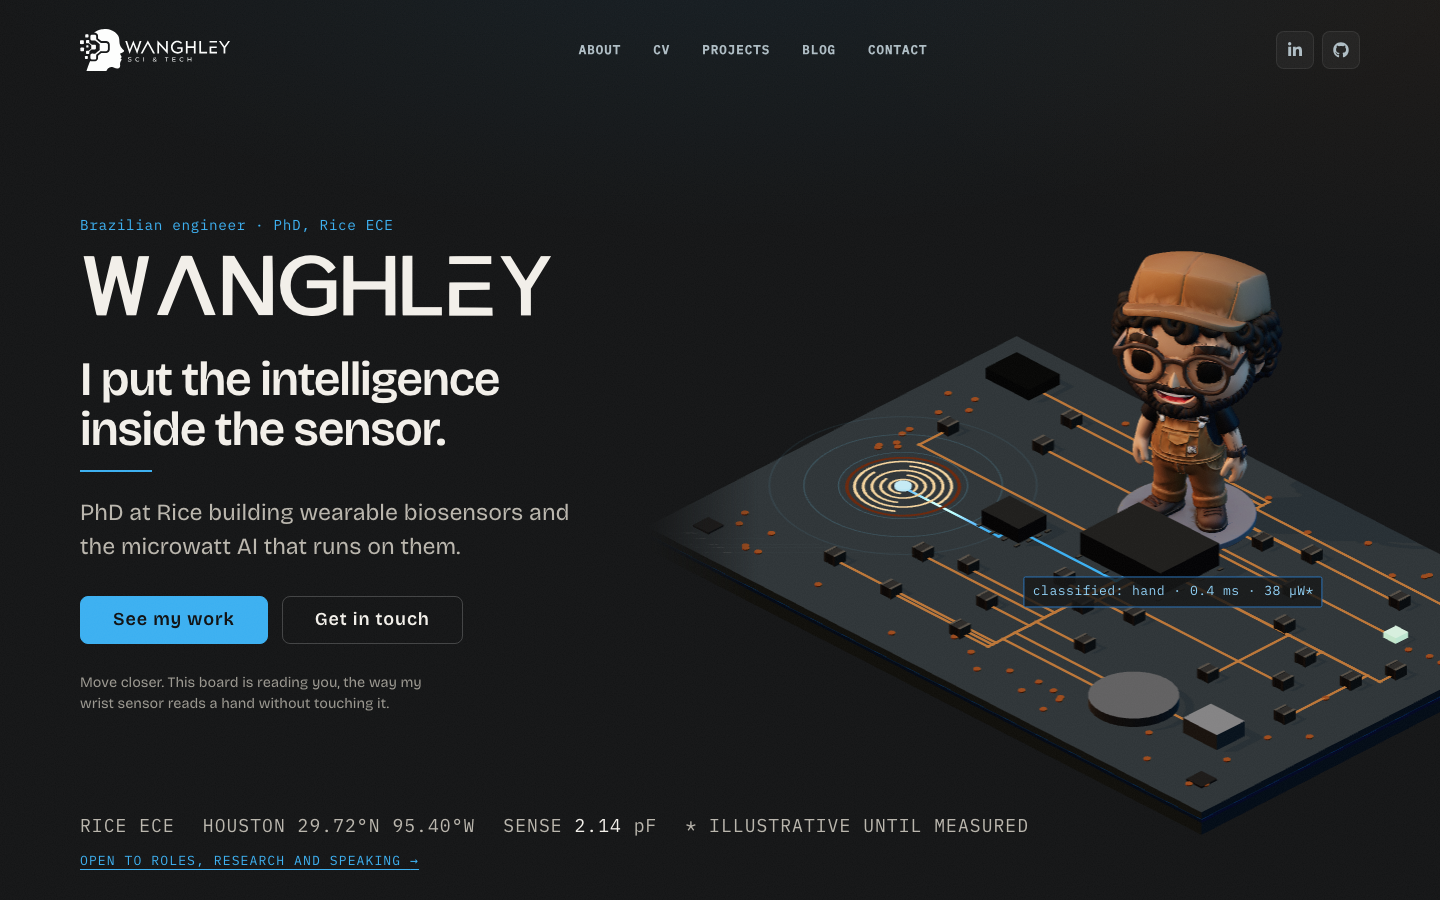 WANGHLEY
SCI & TECH
ABOUT CV PROJECTS BLOG CONTACT
in
Brazilian engineer · PhD, Rice ECE
WANGHLEY
I put the intelligence
inside the sensor.
PhD at Rice building wearable biosensors and
the microwatt AI that runs on them.
See my work Get in touch
Move closer. This board is reading you, the way my
wrist sensor reads a hand without touching it.
classified: hand · 0.4 ms · 38 µW*
RICE ECE HOUSTON 29.72°N 95.40°W SENSE 2.14 pF * ILLUSTRATIVE UNTIL MEASURED
OPEN TO ROLES, RESEARCH AND SPEAKING →